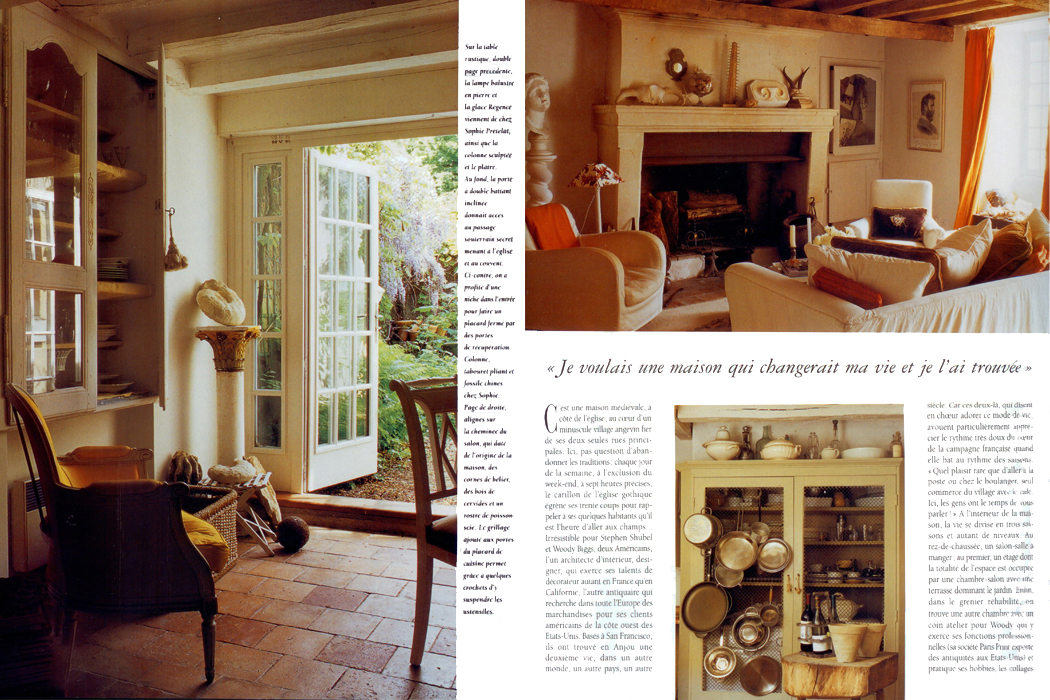 Sur la table
rustique, double
page précédente,
la lampe balustre
en pierre et
la glace Régence
viennent de chez
Sophie Prételat,
ainsi que la
colonne sculptée
et le plâtre.
Au fond, la porte
à double battant
inclinée
donnait accès
au passage
souterrain secret
menant à l'église
et au couvent.
Ci-contre, on a
profité d'une
niche dans l'entrée
pour faire un
placard fermé par
des portes
de récupération.
Colonne,
tabouret pliant et
fossile chinés
chez Sophie.
Page de droite,
alignés sur
la cheminée du
salon, qui date
de l'origine de la
maison, des
cornes de bélier,
des bois de
cervidés et un
rostre de poisson-
scie. Le grillage
ajouté aux portes
du placard de
cuisine permet
grâce à quelques
crochets d'y
suspendre les
ustensiles.
« Je voulais une maison qui changerait ma vie et je l'ai trouvée »
C'est une maison médiévale, à
côté de l'église, au cœur d'un
minuscule village angevin fier
de ses deux seules rues princi-
pales. Ici, pas question d'aban-
donner les traditions : chaque jour
de la semaine, à l'exclusion du
week-end, à sept heures précises,
le carillon de l'église gothique
égrène ses trente coups pour rap-
peler à ses quelques habitants qu'il
est l'heure d'aller aux champs.
Irrésistible pour Stephen Shubel
et Woody Biggs, deux Américains,
l'un architecte d'intérieur, desi-
gner, qui exerce ses talents de
décorateur autant en France qu'en
Californie, l'autre antiquaire qui
recherche dans toute l'Europe des
marchandises pour ses clients
américains de la côte ouest des
États-Unis. Basés à San Francisco,
ils ont trouvé en Anjou une
deuxième vie, dans un autre
monde, un autre pays, un autre
siècle. Car ces deux-là, qui disent
en chœur adorer ce mode de vie,
avouent particulièrement appré-
cier le rythme très doux du cœur
de la campagne française quand
elle bat au rythme des saisons.
« Quel plaisir rare que d'aller à la
poste ou chez le boulanger, seul
commerce du village avec le café.
Ici, les gens ont le temps de vous
parler ! » À l'intérieur de la mai-
son, la vie se divise en trois sai-
sons et autant de niveaux. Au
rez-de-chaussée, un salon-salle à
manger, au premier, un étage dont
la totalité de l'espace est occupée
par une chambre-salon avec une
terrasse dominant le jardin. Enfin,
dans le grenier réhabilité, on
trouve une autre chambre avec un
coin atelier pour Woody qui y
exerce ses fonctions profession-
nelles (sa société Paris Print exporte
des antiquités aux États-Unis) et
pratique ses hobbies, les collages